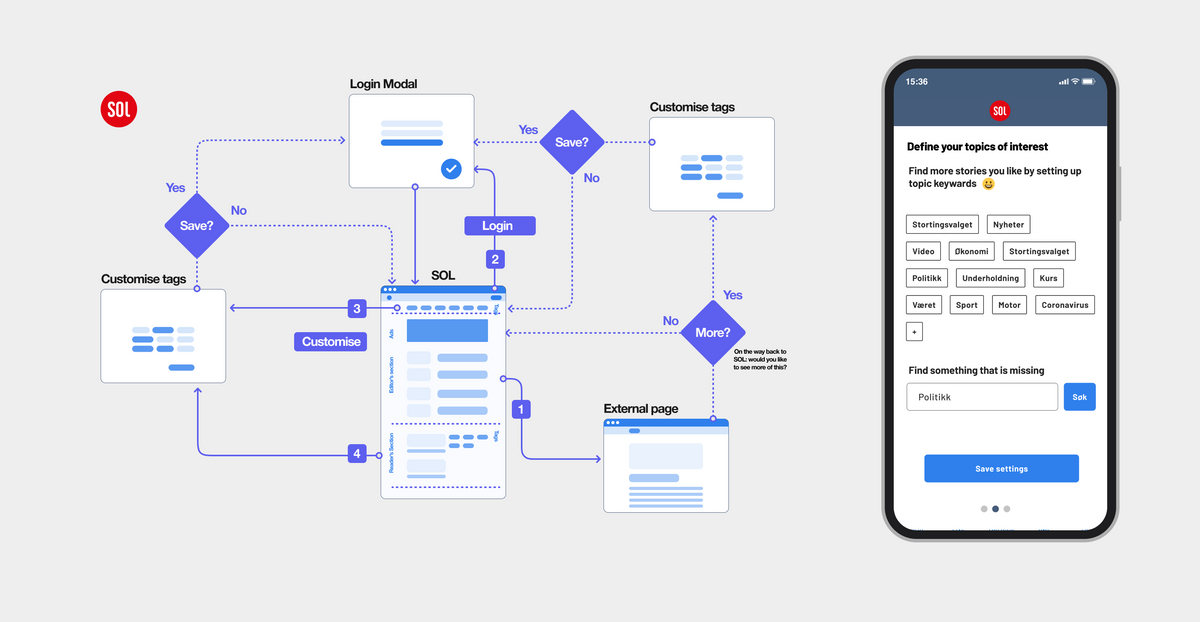 SOL
Login Modal
Customise tags
Yes
Save?
No
Yes
Save?
No
Login
2
SOL
Customise tags
3
Customise
Tags
Ads
Editor's section
Reader's Section
Tags
1
4
Yes
No
More?
On the way back to
SOL: would you like
to see more of this?
External page
15:36
SOL
Define your topics of interest
Find more stories you like by setting up
topic keywards 😀
Stortingsvalget Nyheter
Video Økonomi Stortingsvalget
Politikk Underholdning Kurs
Været Sport Motor Coronavirus
+
Find something that is missing
Politikk Søk
Save settings